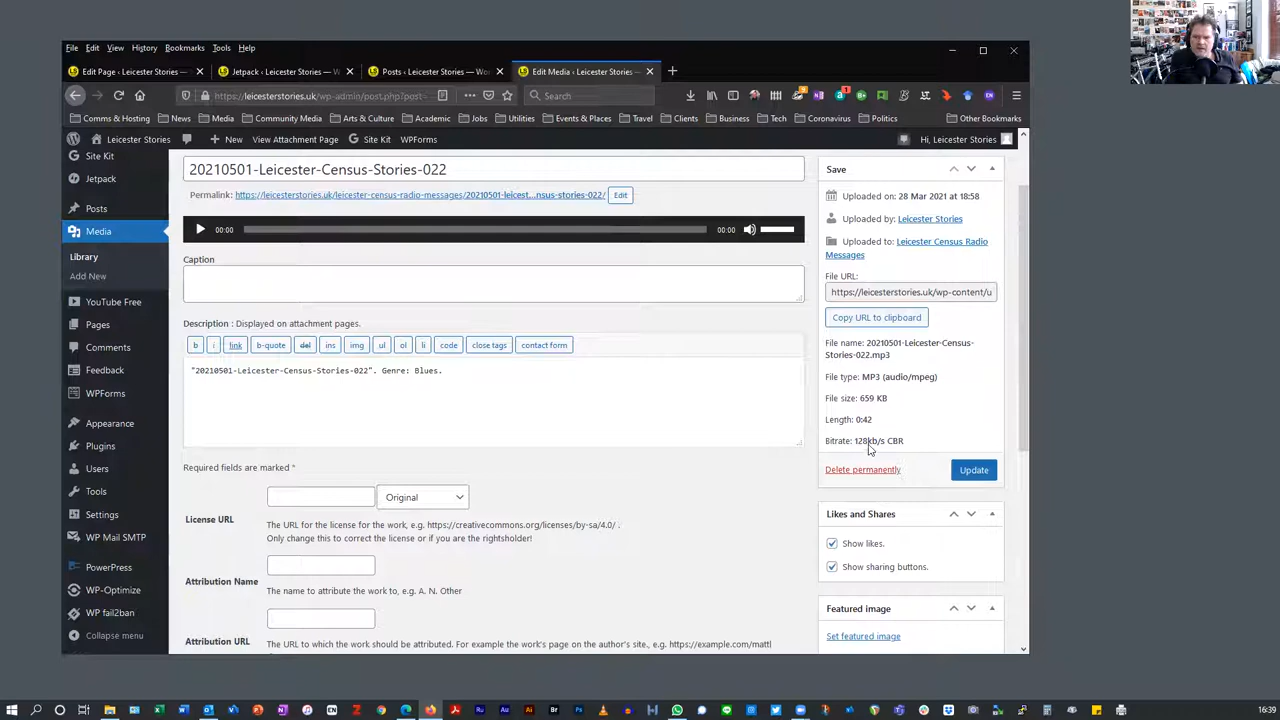 File Edit View History Bookmarks Tools Help
Edit Page ‹ Leicester Stories —
Jetpack ‹ Leicester Stories — W
Posts ‹ Leicester Stories — Wo
Edit Media ‹ Leicester Stories —
https://leicesterstories.uk/wp-admin/post.php?post=
Search
Comms & Hosting News Media Community Media Arts & Culture Academic Jobs Utilities Events & Places Travel Clients Business Tech Coronavirus Politics Other Bookmarks
Leicester Stories New View Attachment Page Site Kit WPForms Hi, Leicester Stories
Site Kit
Jetpack
Posts
Media
Library
Add New
YouTube Free
Pages
Comments
Feedback
WPForms
Appearance
Plugins
Users
Tools
Settings
WP Mail SMTP
PowerPress
WP-Optimize
WP fail2ban
Collapse menu
20210501-Leicester-Census-Stories-022
Permalink: https://leicesterstories.uk/leicester-census-radio-messages/20210501-leicest...nsus-stories-022/ Edit
00:00 00:00
Caption
Description : Displayed on attachment pages.
b i link b-quote del ins img ul ol li code close tags contact form
"20210501-Leicester-Census-Stories-022". Genre: Blues.
Required fields are marked *
Original
License URL
The URL for the license for the work, e.g. https://creativecommons.org/licenses/by-sa/4.0/ .
Only change this to correct the license or if you are the rightsholder!
Attribution Name
The name to attribute the work to, e.g. A. N. Other
Attribution URL
The URL to which the work should be attributed. For example the work's page on the author's site., e.g. https://example.com/mattl
Save
Uploaded on: 28 Mar 2021 at 18:58
Uploaded by: Leicester Stories
Uploaded to: Leicester Census Radio
Messages
File URL:
https://leicesterstories.uk/wp-content/u
Copy URL to clipboard
File name: 20210501-Leicester-Census-
Stories-022.mp3
File type: MP3 (audio/mpeg)
File size: 659 KB
Length: 0:42
Bitrate: 128kb/s CBR
Delete permanently Update
Likes and Shares
Show likes.
Show sharing buttons.
Featured image
Set featured image
16:39